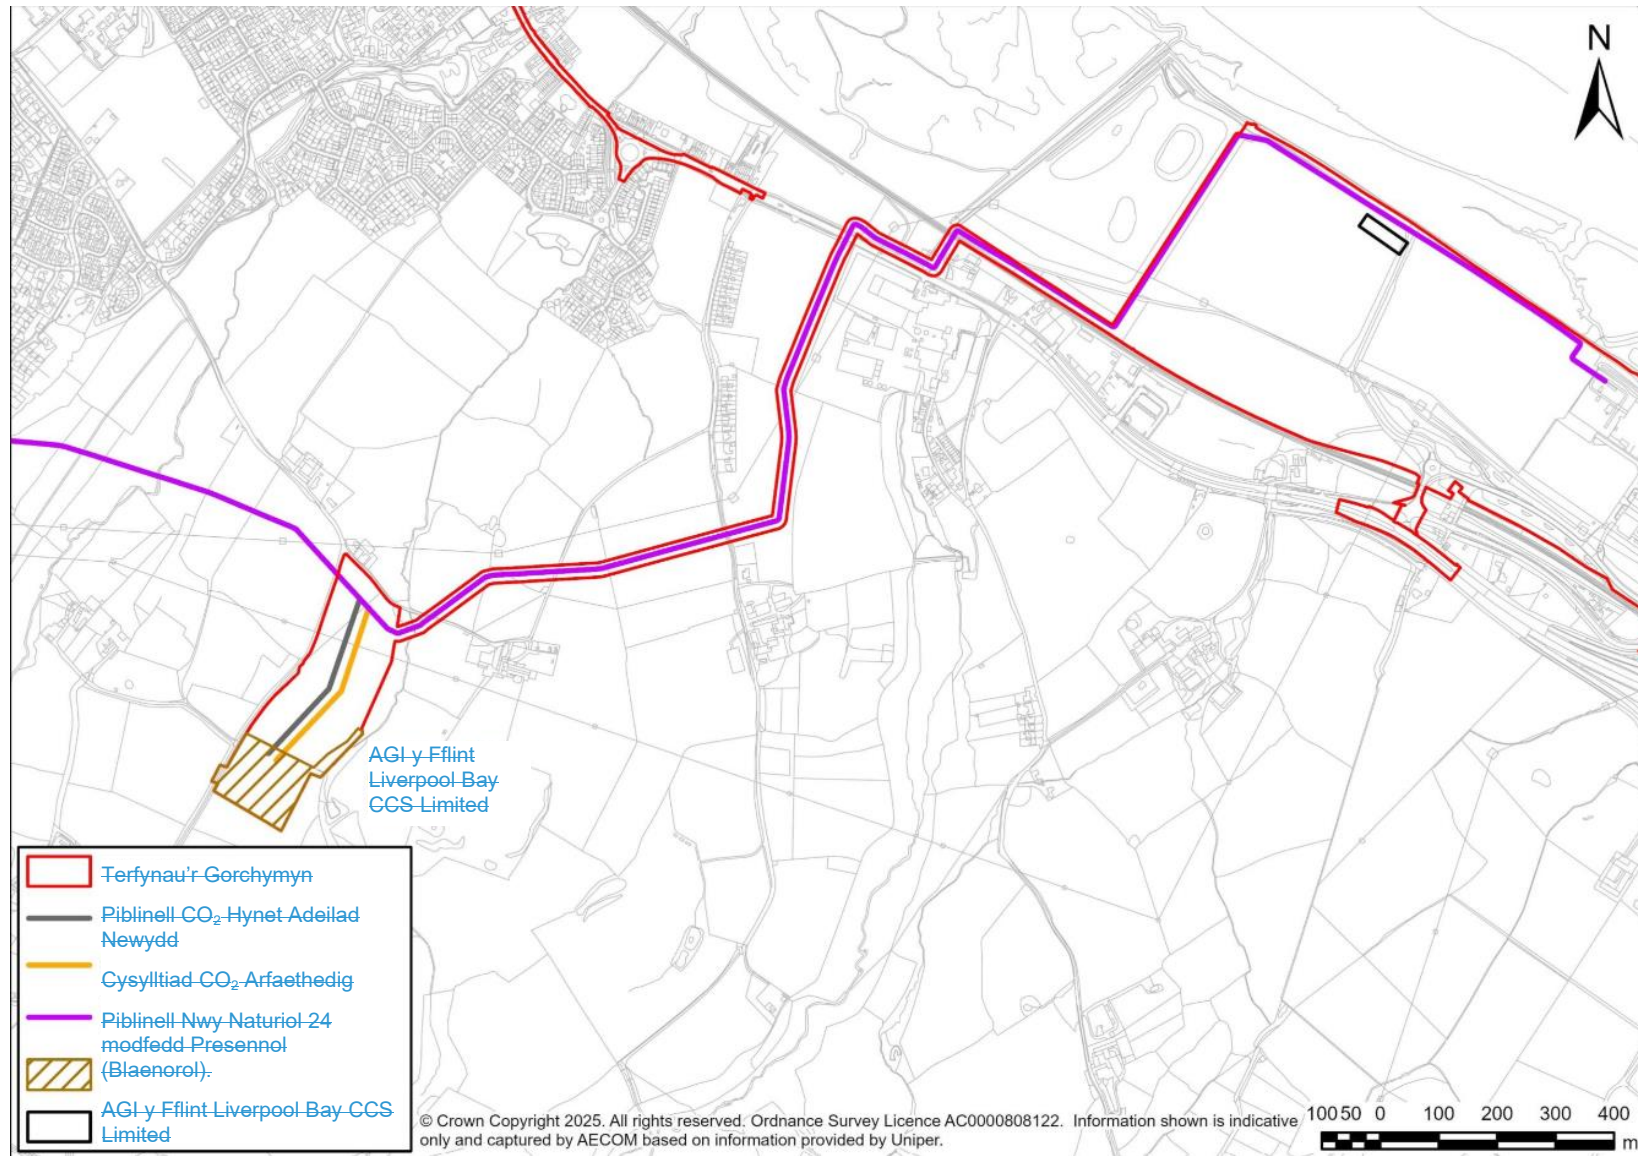 N
AGI y Fflint
Liverpool Bay
CCS Limited
Terfynau'r Gorchymyn
Piblinell CO₂ Hynet Adeilad
Newydd
Cysylltiad CO₂ Arfaethedig
Piblinell Nwy Naturiol 24
modfedd Presennol
(Blaenorol).
AGI y Fflint Liverpool Bay CCS
Limited
© Crown Copyright 2025. All rights reserved. Ordnance Survey Licence AC0000808122. Information shown is indicative
only and captured by AECOM based on information provided by Uniper.
100 50 0 100 200 300 400
m